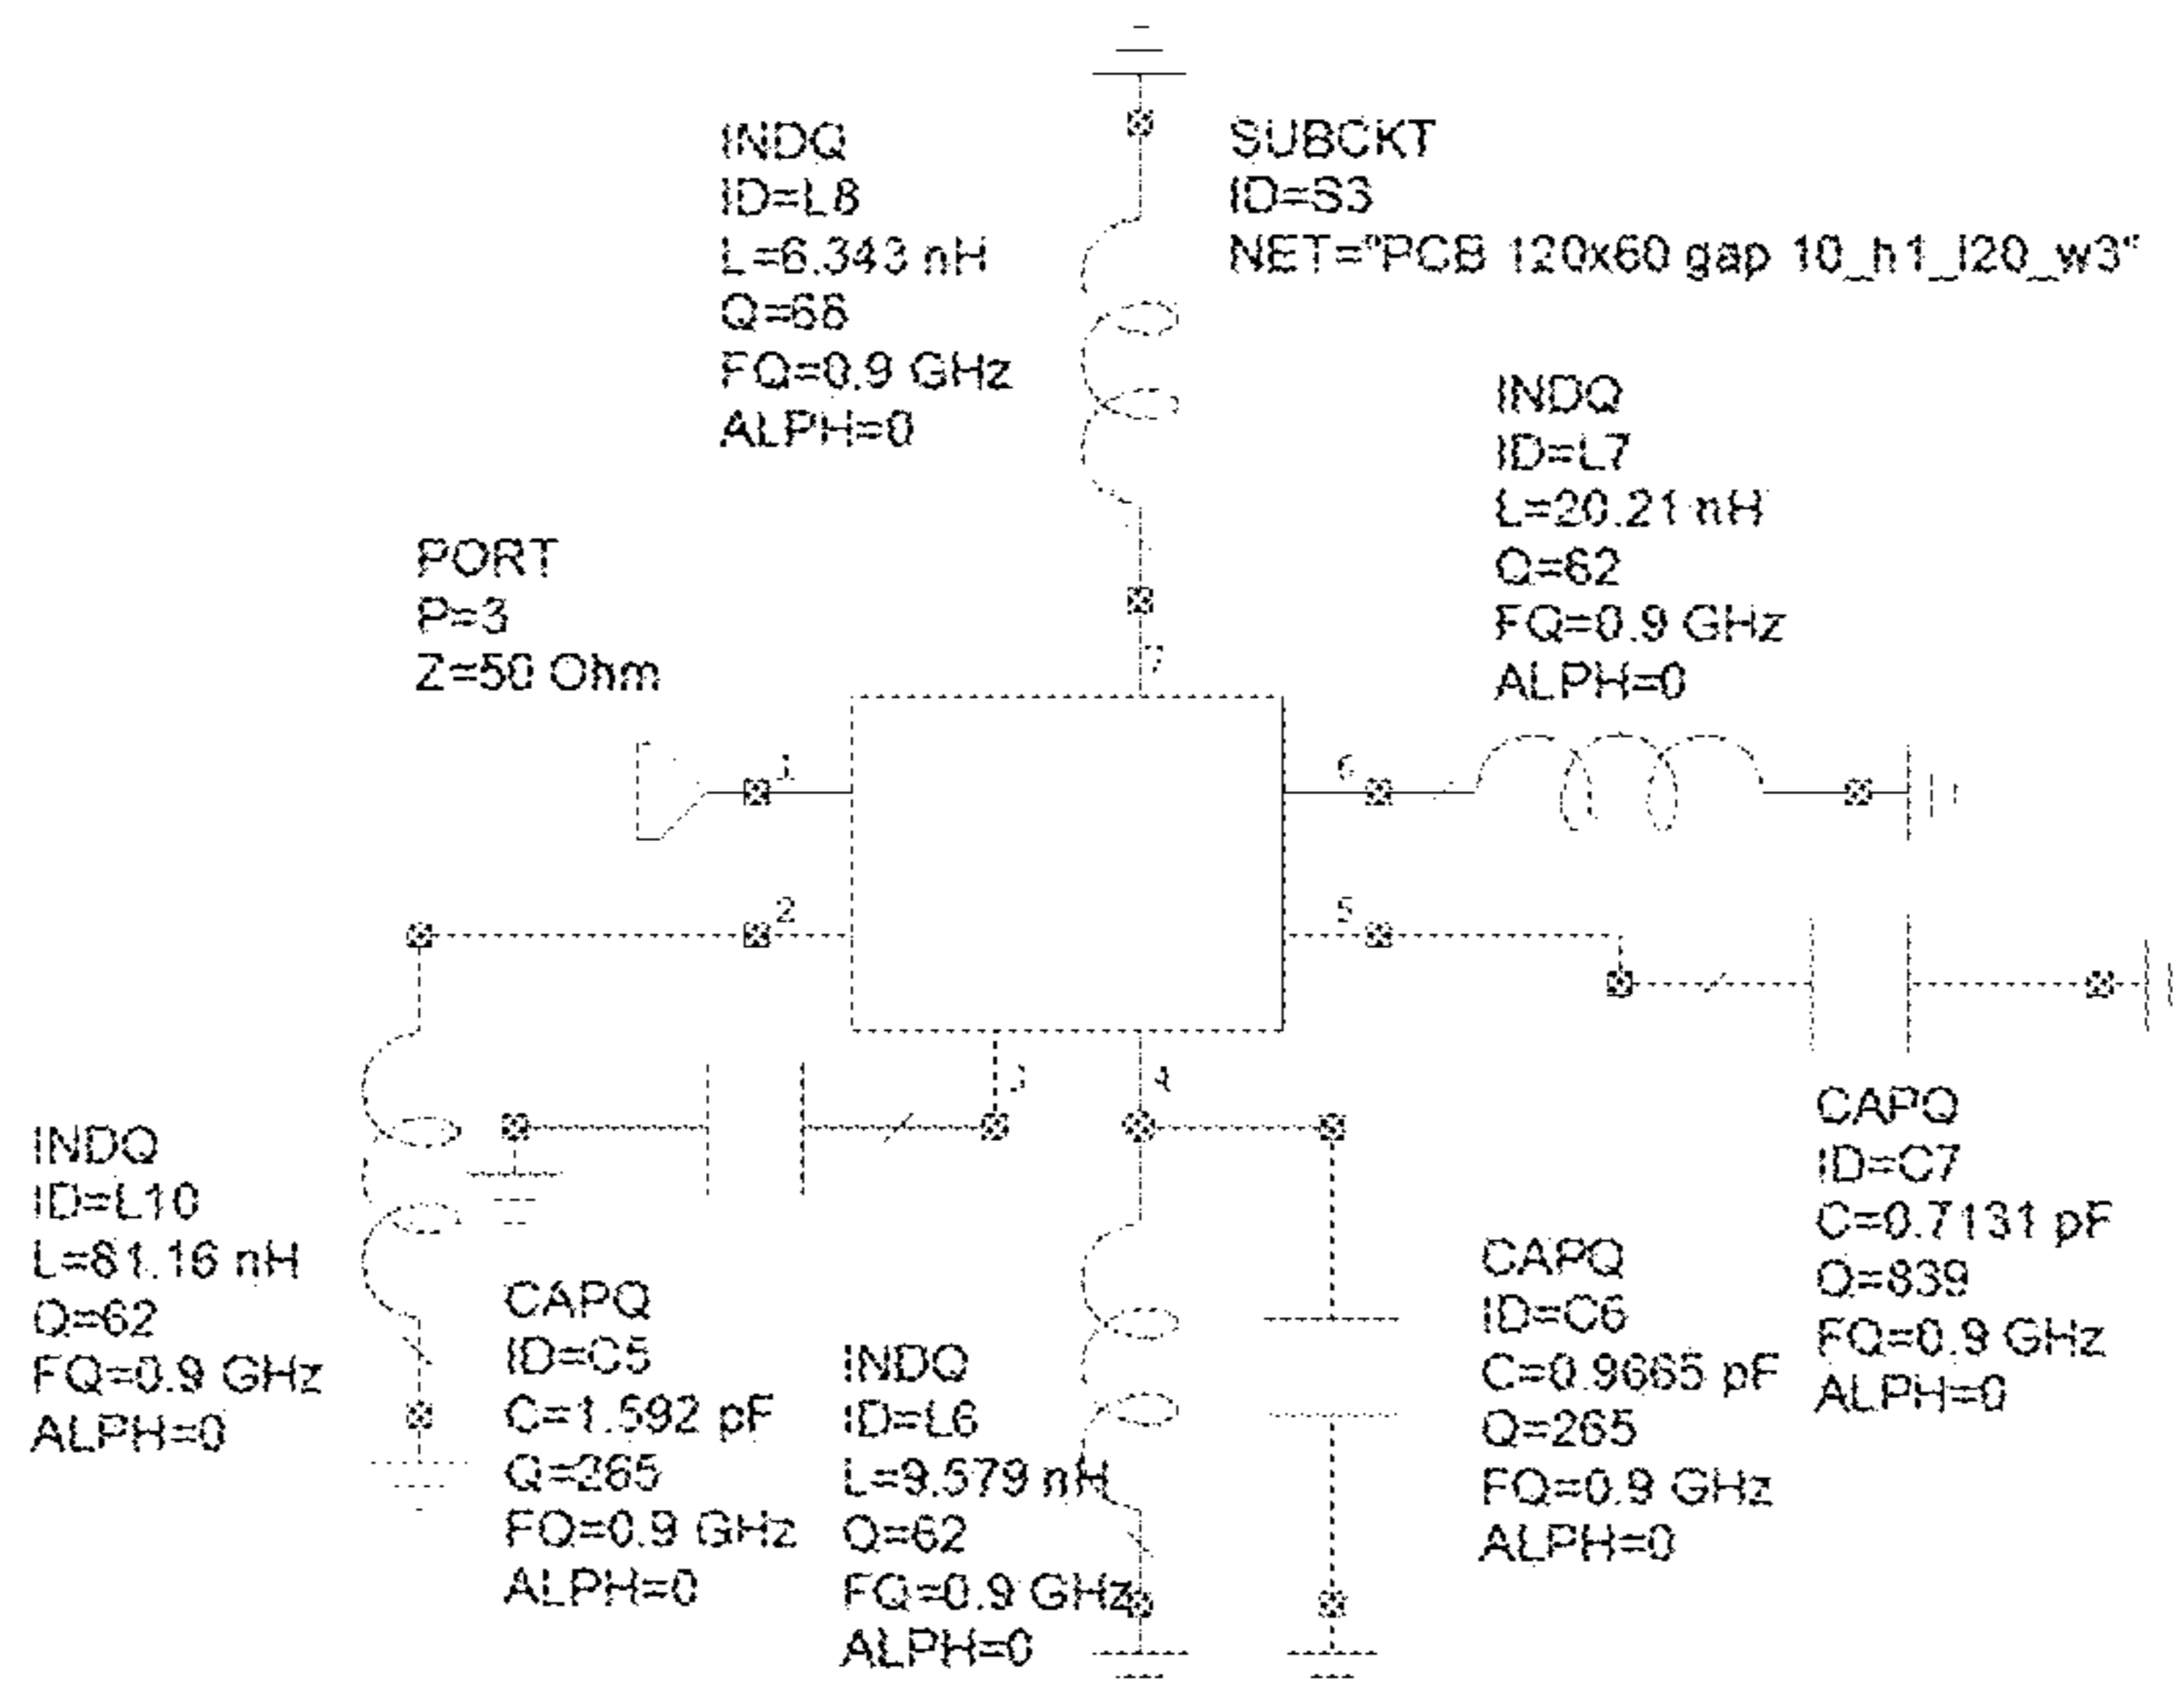 INDQ
ID=L8
L=6.343 nH
Q=68
FQ=0.9 GHz
ALPH=0
SUBCKT
ID=S3
NET="PCB 120x60 gap 10_h1_l20_w3"
INDQ
ID=L7
L=20.21 nH
Q=62
FQ=0.9 GHz
ALPH=0
PORT
P=3
Z=50 Ohm
7
1
6
2
5
3
4
INDQ
ID=L10
L=81.16 nH
Q=62
FQ=0.9 GHz
ALPH=0
CAPQ
ID=C5
C=1.592 pF
Q=265
FQ=0.9 GHz
ALPH=0
INDQ
ID=L6
L=9.579 nH
Q=62
FQ=0.9 GHz
ALPH=0
CAPQ
ID=C6
C=0.9665 pF
Q=265
FQ=0.9 GHz
ALPH=0
CAPQ
ID=C7
C=0.7131 pF
Q=839
FQ=0.9 GHz
ALPH=0